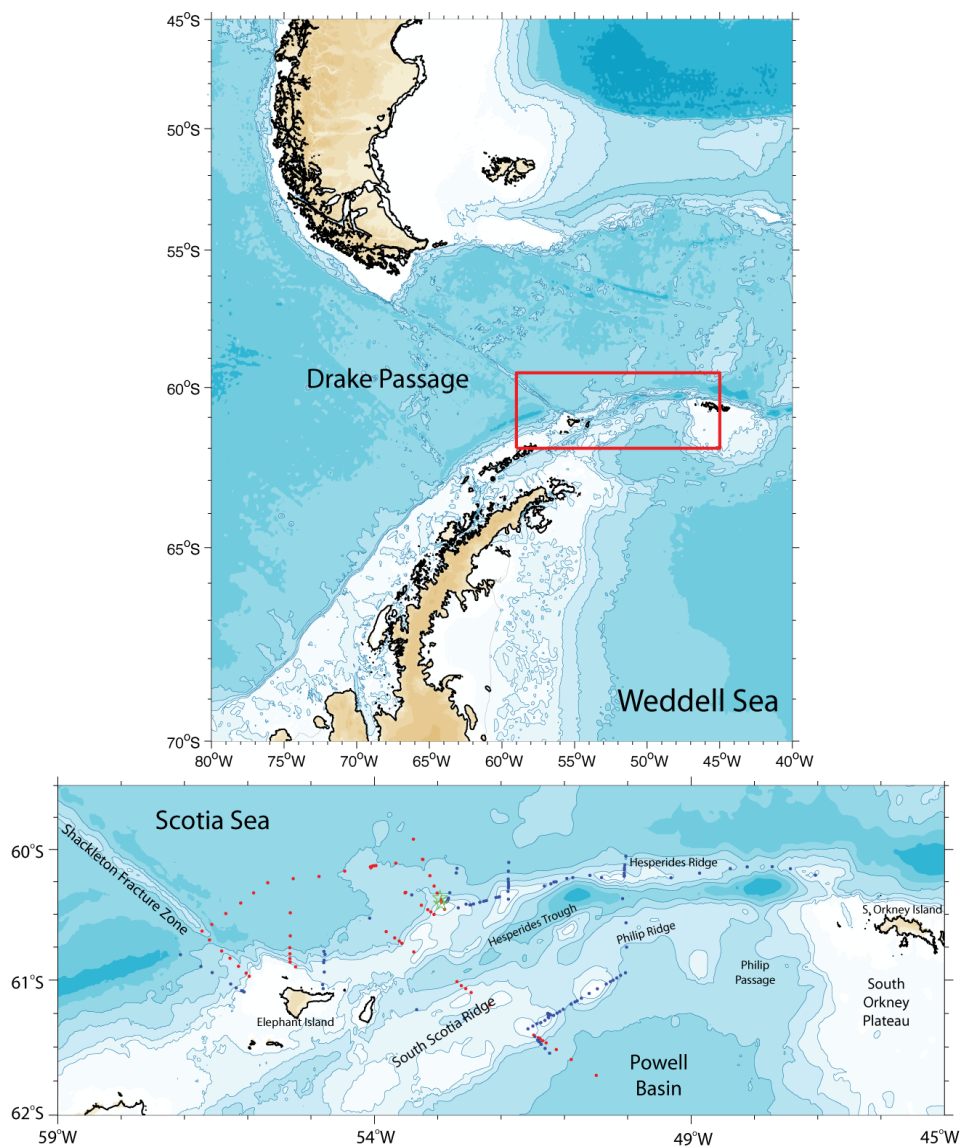 45°S
50°S
55°S
60°S
65°S
70°S
Drake Passage
Weddell Sea
80°W
75°W
70°W
65°W
60°W
55°W
50°W
45°W
40°W
Scotia Sea
Shackleton Fracture Zone
60°S
61°S
62°S
Hesperides Ridge
Hesperides Trough
Philip Ridge
S. Orkney Island
Philip
Passage
South
Orkney
Plateau
Elephant Island
South Scotia Ridge
Powell
Basin
59°W
54°W
49°W
45°W